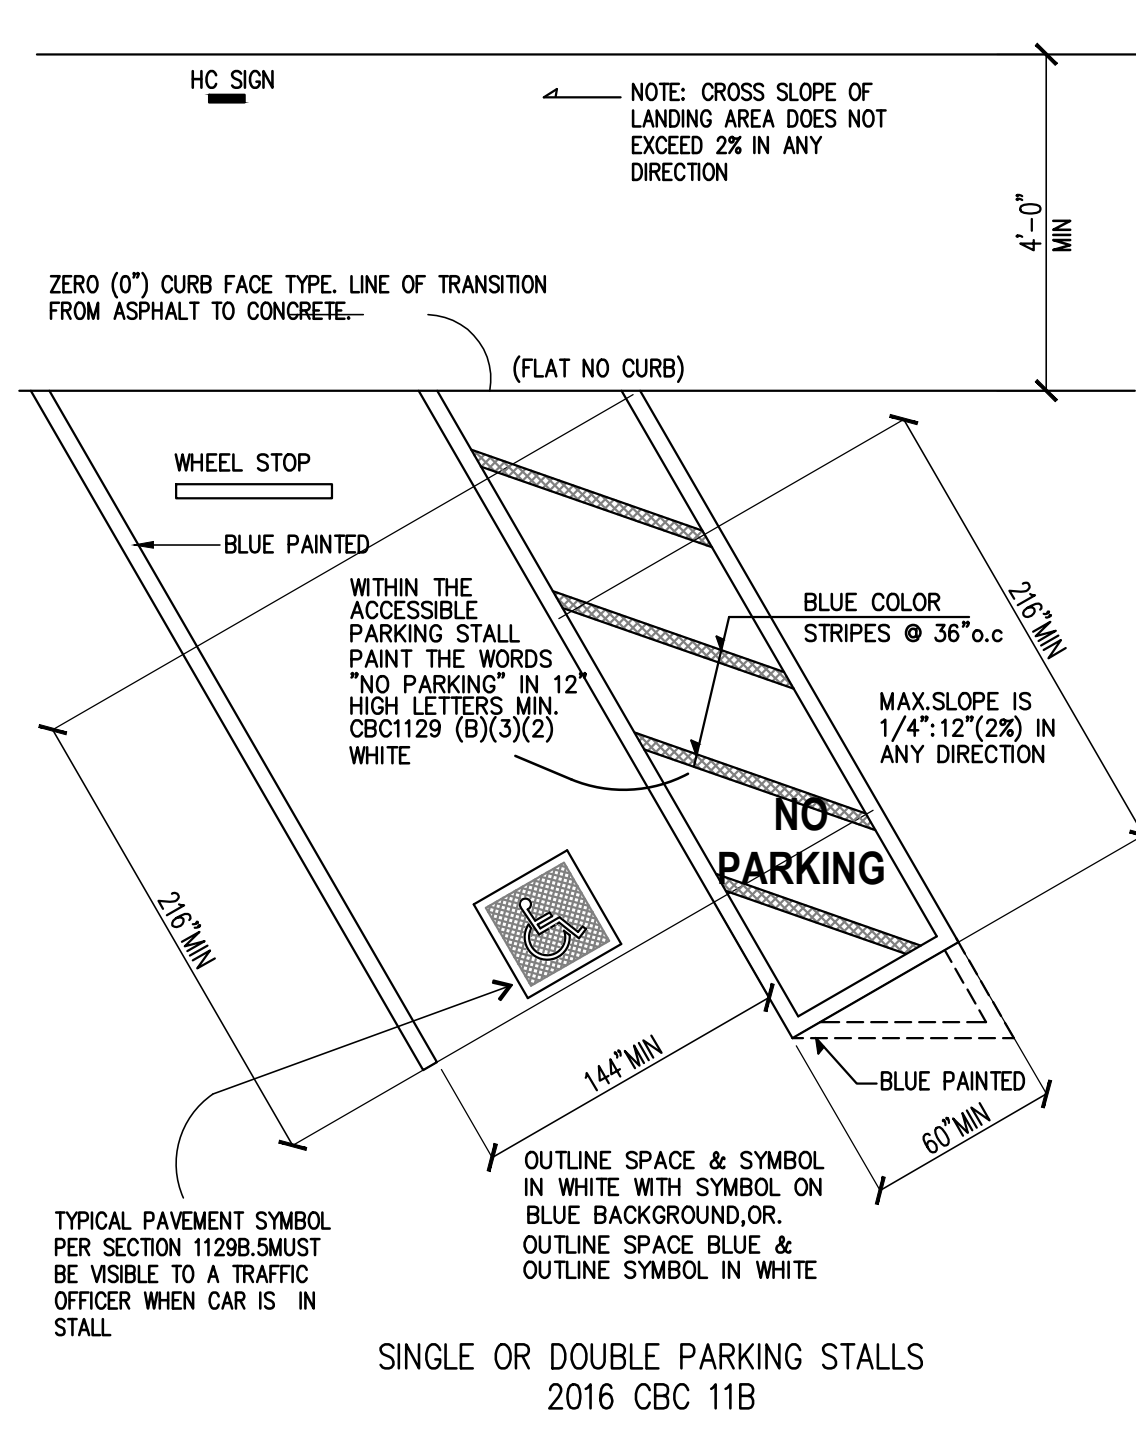 HC SIGN
NOTE: CROSS SLOPE OF
LANDING AREA DOES NOT
EXCEED 2% IN ANY
DIRECTION
4'-0"
MIN
ZERO (0") CURB FACE TYPE. LINE OF TRANSITION
FROM ASPHALT TO CONCRETE.
(FLAT NO CURB)
WHEEL STOP
BLUE PAINTED
WITHIN THE
ACCESSIBLE
PARKING STALL
PAINT THE WORDS
"NO PARKING" IN 12"
HIGH LETTERS MIN.
CBC1129 (B)(3)(2)
WHITE
BLUE COLOR
STRIPES @ 36"o.c
216"MIN
MAX.SLOPE IS
1/4":12"(2%) IN
ANY DIRECTION
NO
PARKING
216"MIN
144"MIN
BLUE PAINTED
60"MIN
OUTLINE SPACE & SYMBOL
IN WHITE WITH SYMBOL ON
BLUE BACKGROUND,OR.
OUTLINE SPACE BLUE &
OUTLINE SYMBOL IN WHITE
TYPICAL PAVEMENT SYMBOL
PER SECTION 1129B.5MUST
BE VISIBLE TO A TRAFFIC
OFFICER WHEN CAR IS IN
STALL
SINGLE OR DOUBLE PARKING STALLS
2016 CBC 11B